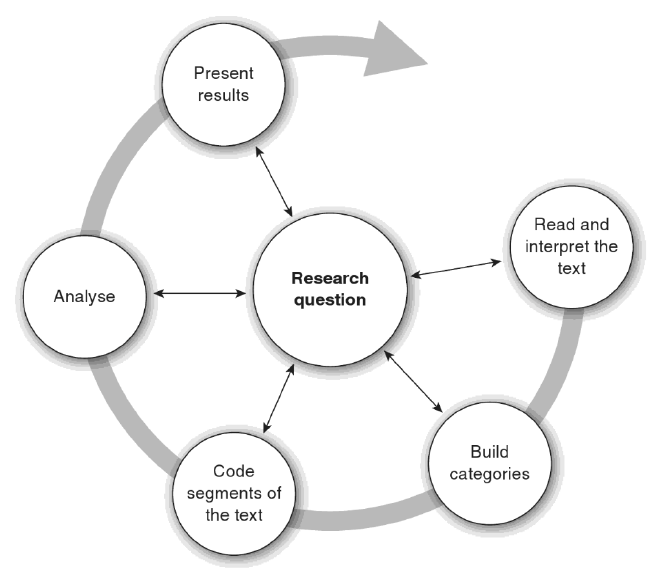 Present
results
Read and
interpret the
text
Research
question
Analyse
Build
categories
Code
segments of
the text